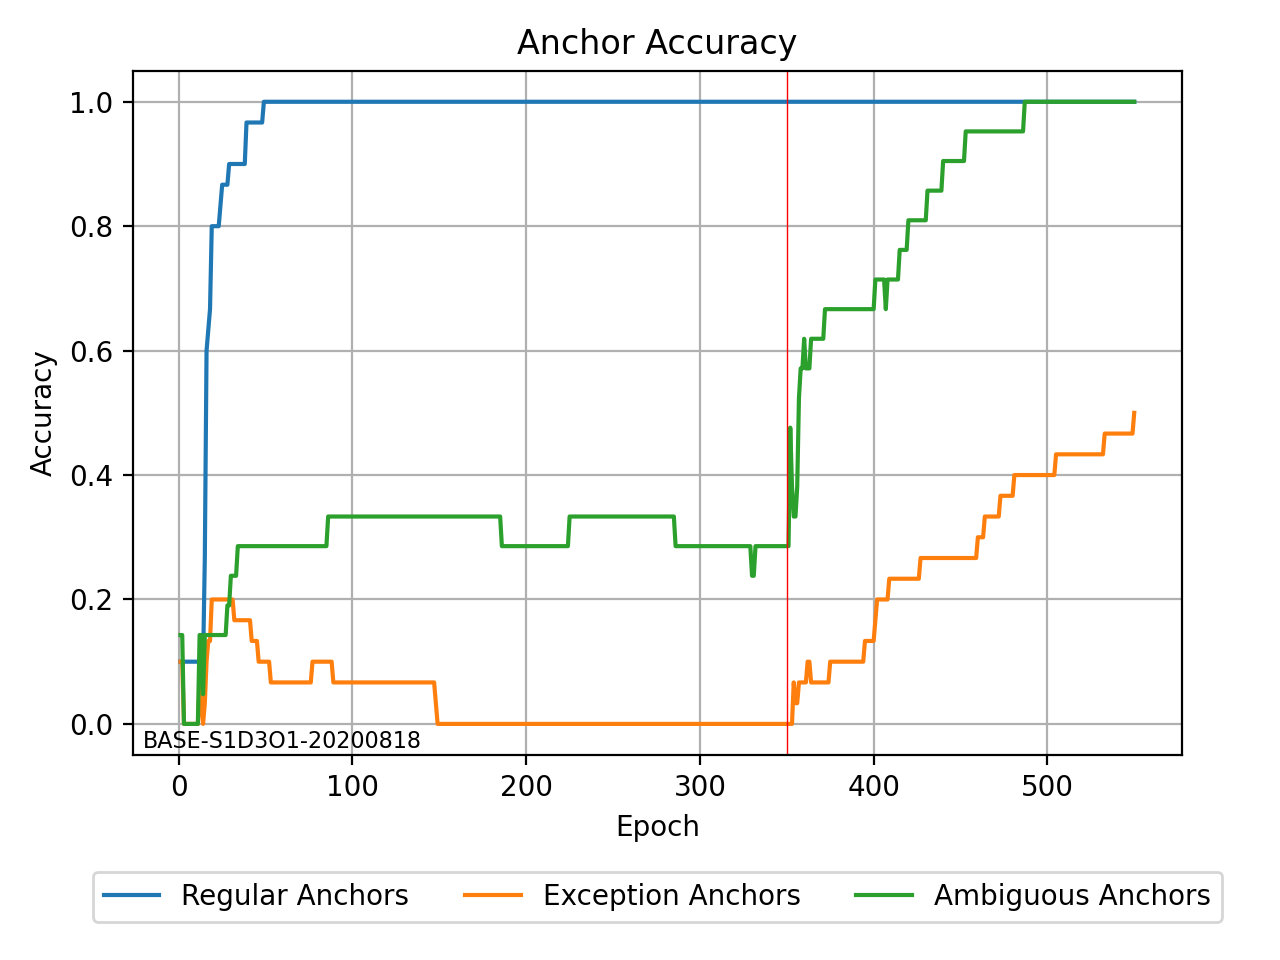 Anchor Accuracy
1.0
0.8
0.6
0.4
0.2
0.0
Accuracy
BASE-S1D3O1-20200818
0 100 200 300 400 500
Epoch
Regular Anchors Exception Anchors Ambiguous Anchors